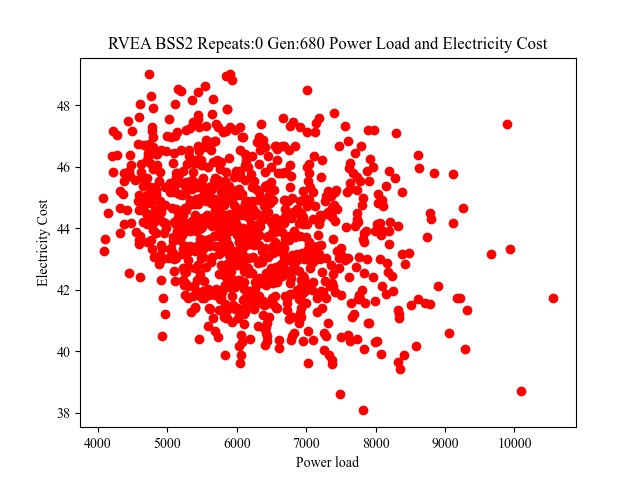 RVEA BSS2 Repeats:0 Gen:680 Power Load and Electricity Cost
48
46
44
42
40
38
Electricity Cost
4000 5000 6000 7000 8000 9000 10000
Power load